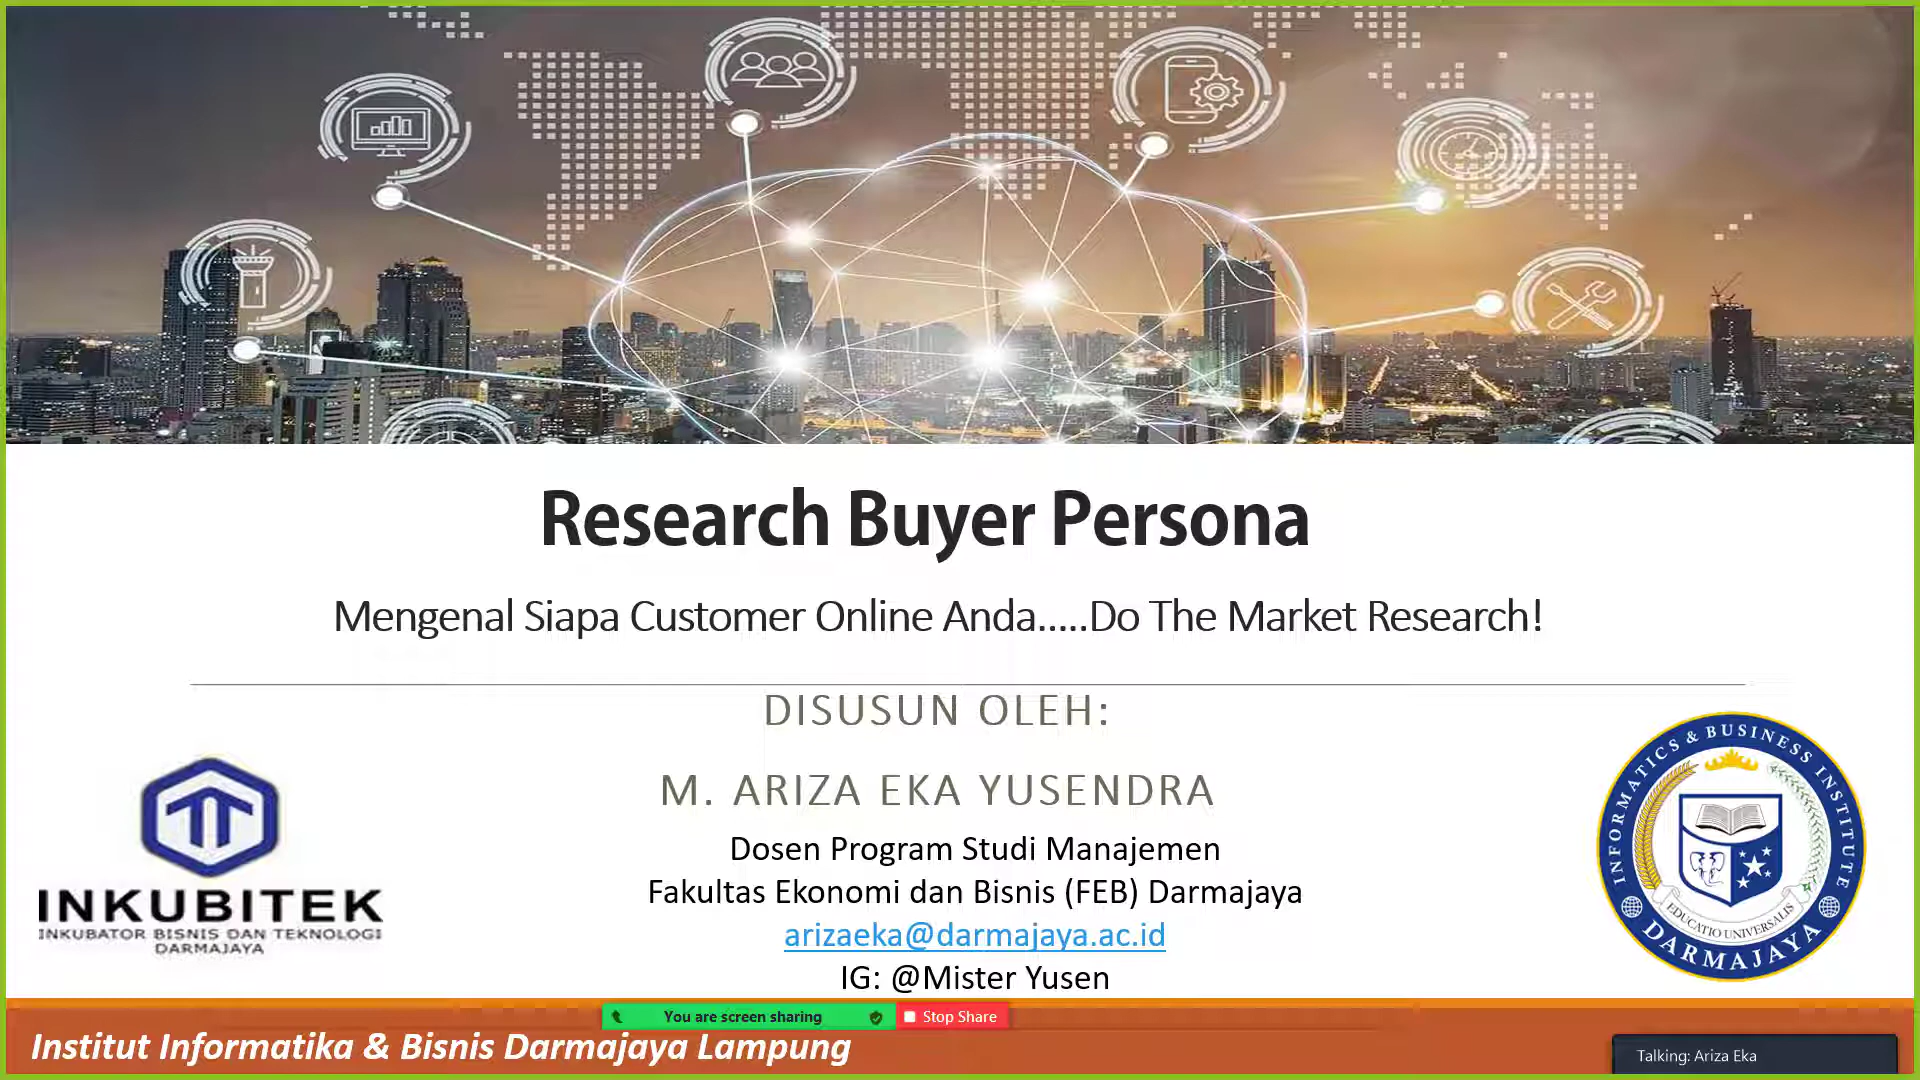 Research Buyer Persona
Mengenal Siapa Customer Online Anda.....Do The Market Research!
DISUSUN OLEH:
M. ARIZA EKA YUSENDRA
Dosen Program Studi Manajemen
Fakultas Ekonomi dan Bisnis (FEB) Darmajaya
arizaeka@darmajaya.ac.id
IG: @Mister Yusen
INKUBITEK
INKUBATOR BISNIS DAN TEKNOLOGI
DARMAJAYA
INFORMATICS & BUSINESS INSTITUTE
EDUCATIO UNIVERSALIS
DARMAJAYA
You are screen sharing
Stop Share
Institut Informatika & Bisnis Darmajaya Lampung
Talking: Ariza Eka